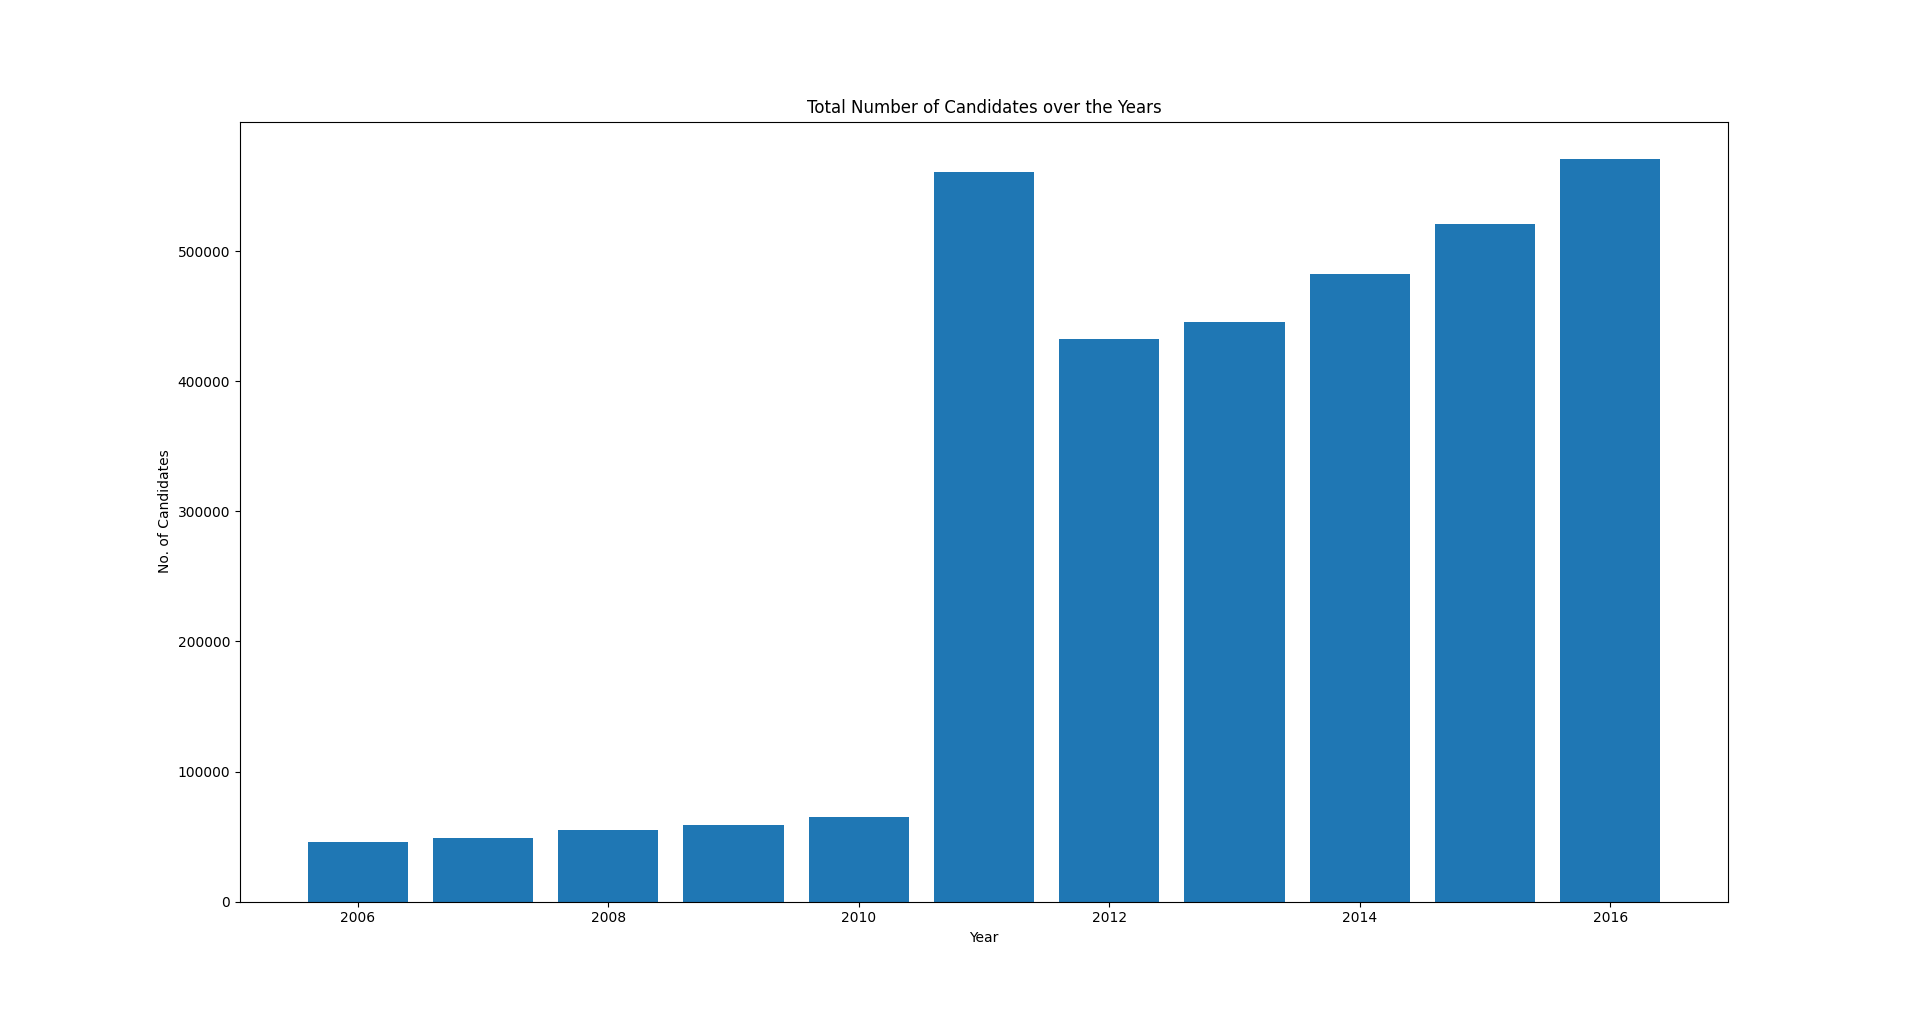 Total Number of Candidates over the Years
500000
400000
300000
200000
100000
0
No. of Candidates
2006 2008 2010 2012 2014 2016
Year